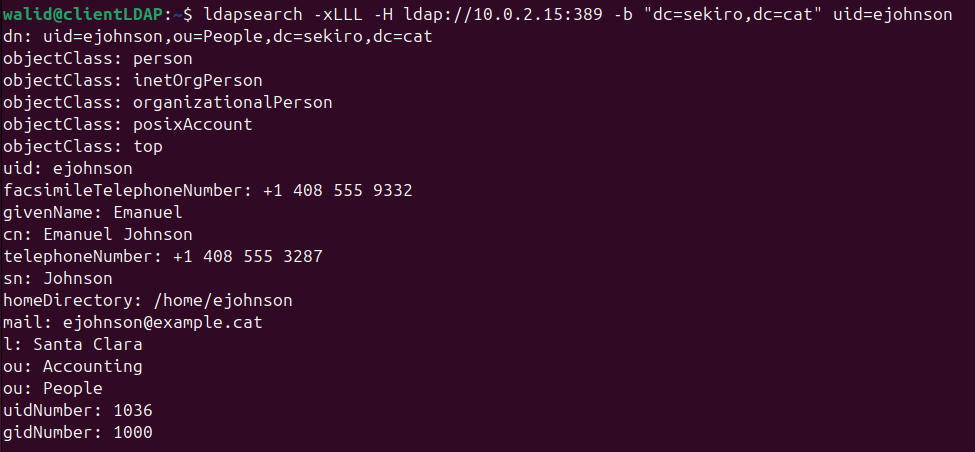 walid@clientLDAP:~$ ldapsearch -xLLL -H ldap://10.0.2.15:389 -b "dc=sekiro,dc=cat" uid=ejohnson
dn: uid=ejohnson,ou=People,dc=sekiro,dc=cat
objectClass: person
objectClass: inetOrgPerson
objectClass: organizationalPerson
objectClass: posixAccount
objectClass: top
uid: ejohnson
facsimileTelephoneNumber: +1 408 555 9332
givenName: Emanuel
cn: Emanuel Johnson
telephoneNumber: +1 408 555 3287
sn: Johnson
homeDirectory: /home/ejohnson
mail: ejohnson@example.cat
l: Santa Clara
ou: Accounting
ou: People
uidNumber: 1036
gidNumber: 1000